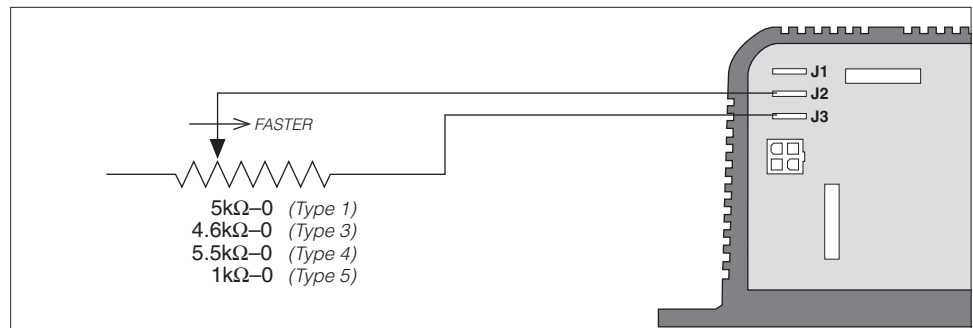 J1
J2
J3
FASTER
5kΩ–0 (Type 1)
4.6kΩ–0 (Type 3)
5.5kΩ–0 (Type 4)
1kΩ–0 (Type 5)